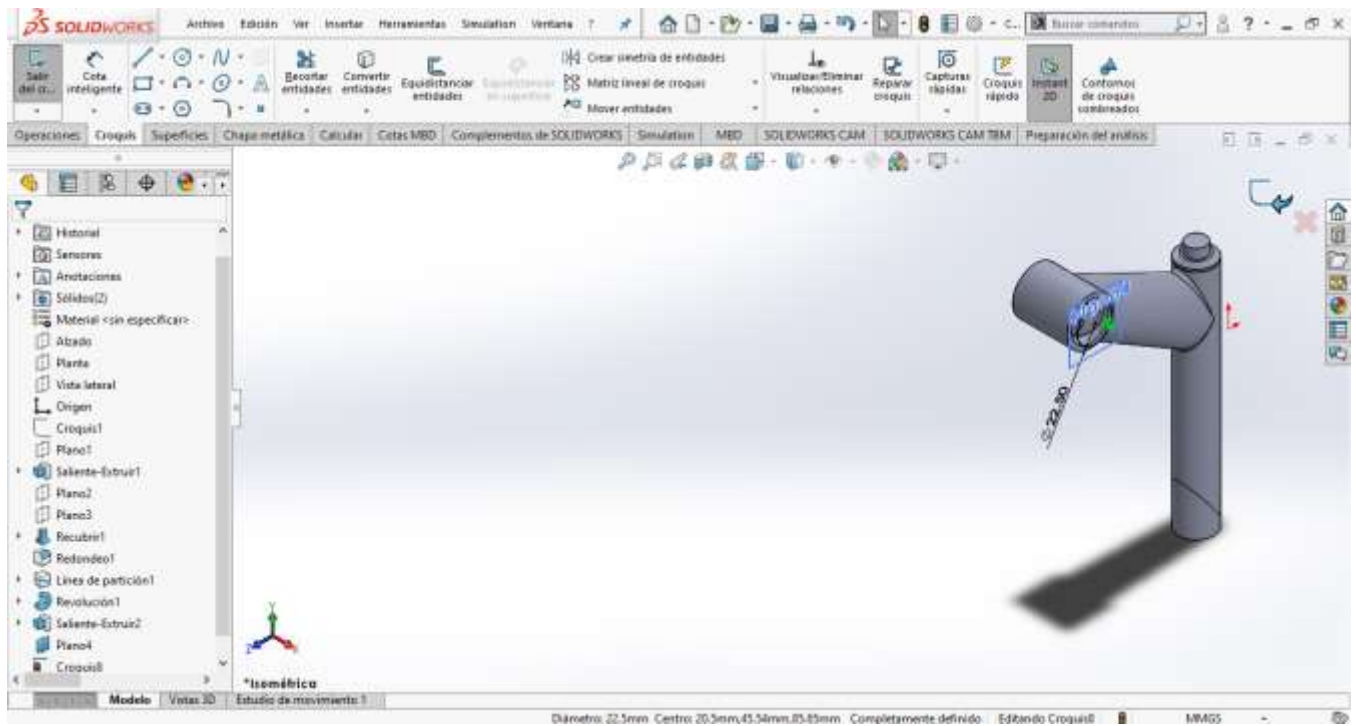 SOLIDWORKS
Archivo Edición Ver Insertar Herramientas Simulation Ventana ?
Buscar comandos
Salir del cr...
Cota inteligente
Recortar entidades
Convertir entidades
Equidistanciar entidades
Crear simetría de entidades
Matriz lineal de croquis
Mover entidades
Visualizar/Eliminar relaciones
Reparar croquis
Capturas rápidas
Croquis rápido
Instant 2D
Contornos de croquis sombreados
Operaciones Croquis Superficies Chapa metálica Calcular Cotas MBD Complementos de SOLIDWORKS Simulation MBD SOLIDWORKS CAM SOLIDWORKS CAM TBM Preparación del análisis
Historial
Sensores
Anotaciones
Sólidos(2)
Material <sin especificar>
Alzado
Planta
Vista lateral
Origen
Croquis1
Plano1
Saliente-Extruir1
Plano2
Plano3
Recubrir1
Redondeo1
Línea de partición1
Revolución1
Saliente-Extruir2
Plano4
Croquis8
∅22.50
Y
Z
X
*Isométrica
Modelo Vistas 3D Estudio de movimiento 1
Diámetro: 22.5mm Centro: 20.5mm,45.54mm,85.85mm Completamente definido Editando Croquis8 MMGS